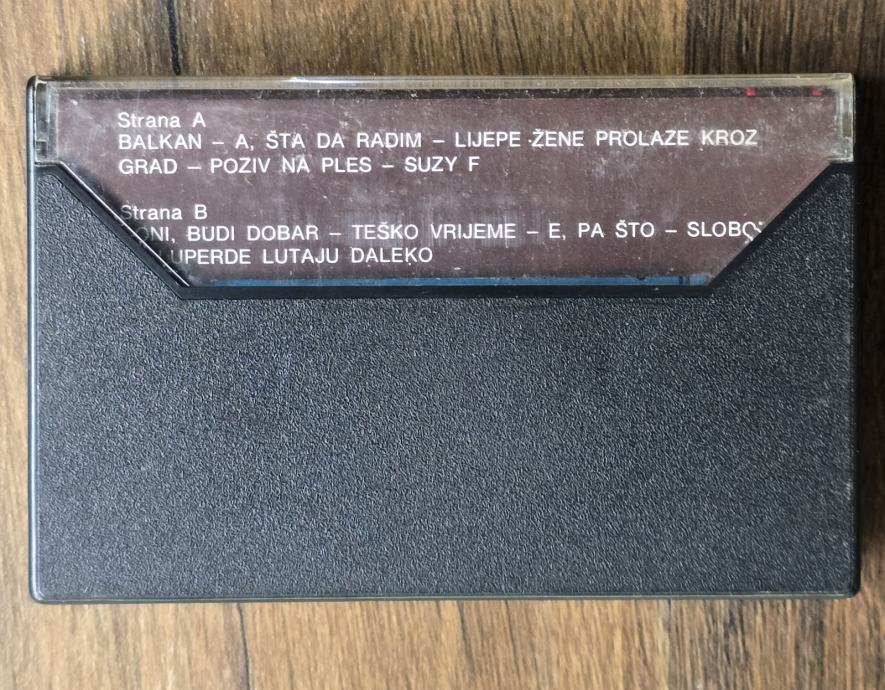 Strana A
BALKAN – A, ŠTA DA RADIM – LIJEPE ŽENE PROLAZE KROZ
GRAD – POZIV NA PLES – SUZY F
Strana B
BUDI DOBAR – TEŠKO VRIJEME – E, PA ŠTO –
LUTAJU DALEKO